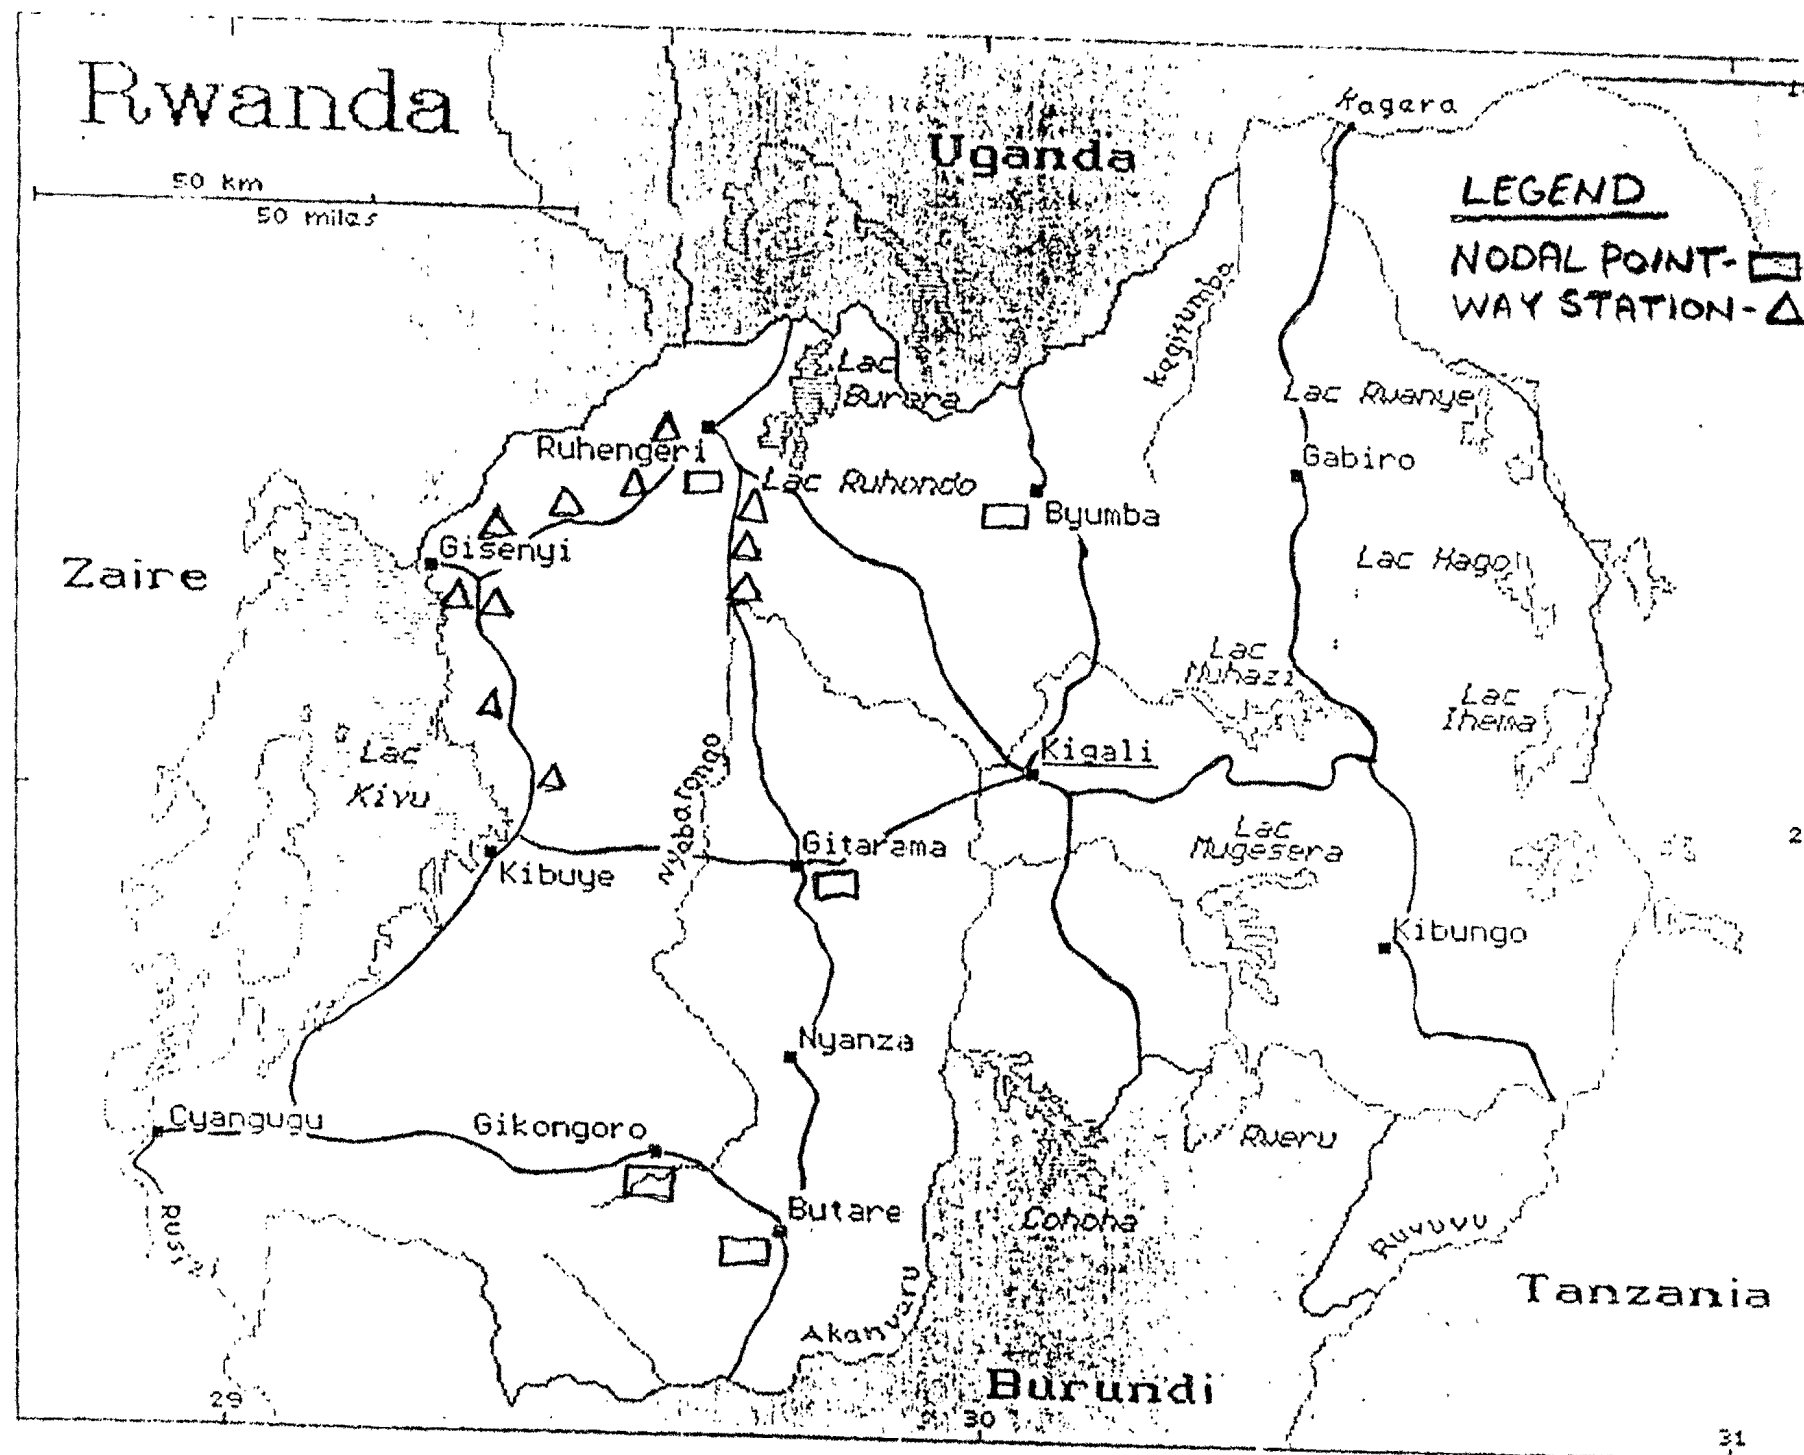 Rwanda
50 km
50 miles
Uganda
Kagera
LEGEND
NODAL POINT-
WAY STATION-
Kagitumba
Lac
Lac Rwanye
Ruhengeri
Lac Ruhondo
Gabiro
Byumba
Gisenyi
Zaire
Lac Hago
Lac
Muhazi
Lac
Ihema
Lac
Kivu
Kigali
Nyabarongo
Gitarama
Lac
Mugesera
Kibuye
Kibungo
Nyanza
Cyangugu
Gikongoro
Rweru
Butare
Cohoha
Ruvuvu
Rusizi
Tanzania
Akanyaru
Burundi
29
30
31
2